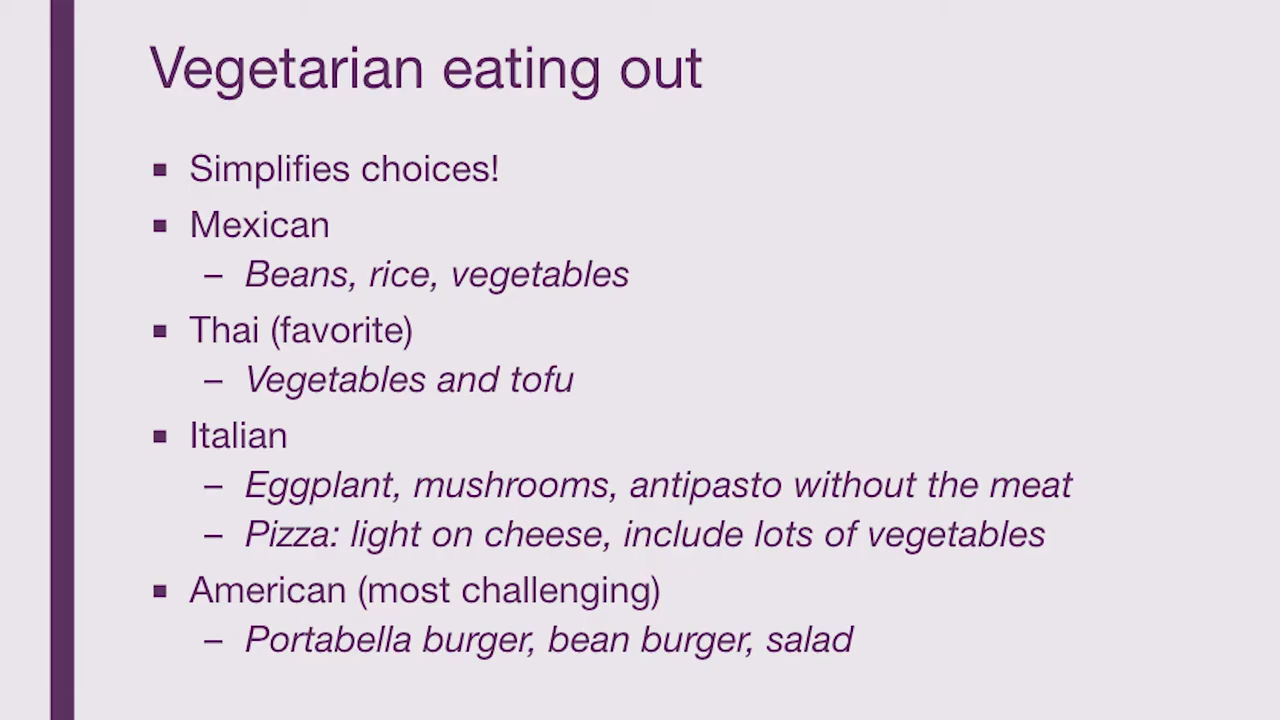 Vegetarian eating out
▪ Simplifies choices!
▪ Mexican
– Beans, rice, vegetables
▪ Thai (favorite)
– Vegetables and tofu
▪ Italian
– Eggplant, mushrooms, antipasto without the meat
– Pizza: light on cheese, include lots of vegetables
▪ American (most challenging)
– Portabella burger, bean burger, salad